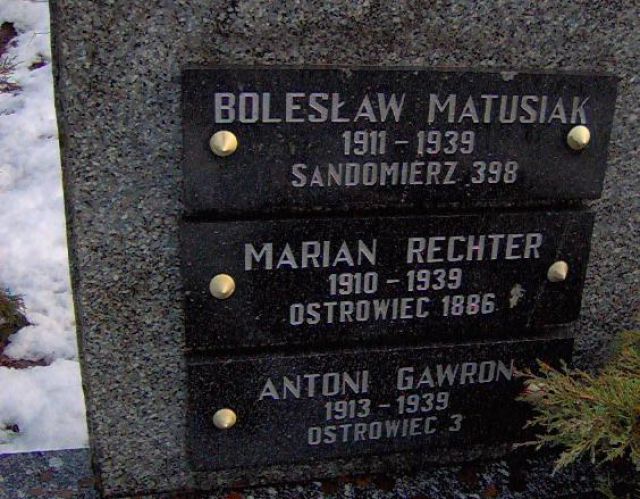 BOLESŁAW MATUSIAK
1911 - 1939
SANDOMIERZ 398
MARIAN RECHTER
1910 - 1939
OSTROWIEC 1886
ANTONI GAWRON
1913 - 1939
OSTROWIEC 3